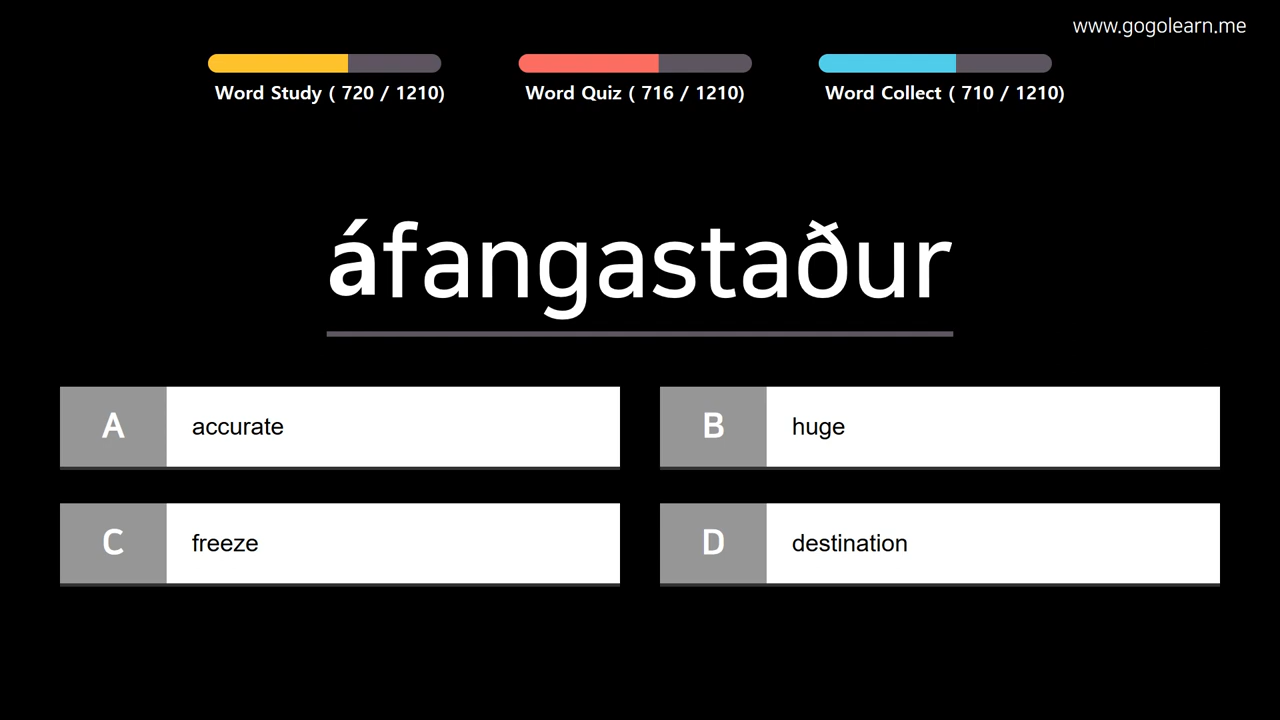 www.gogolearn.me
Word Study ( 720 / 1210)
Word Quiz ( 716 / 1210)
Word Collect ( 710 / 1210)
áfangastaður
A accurate
B huge
C freeze
D destination